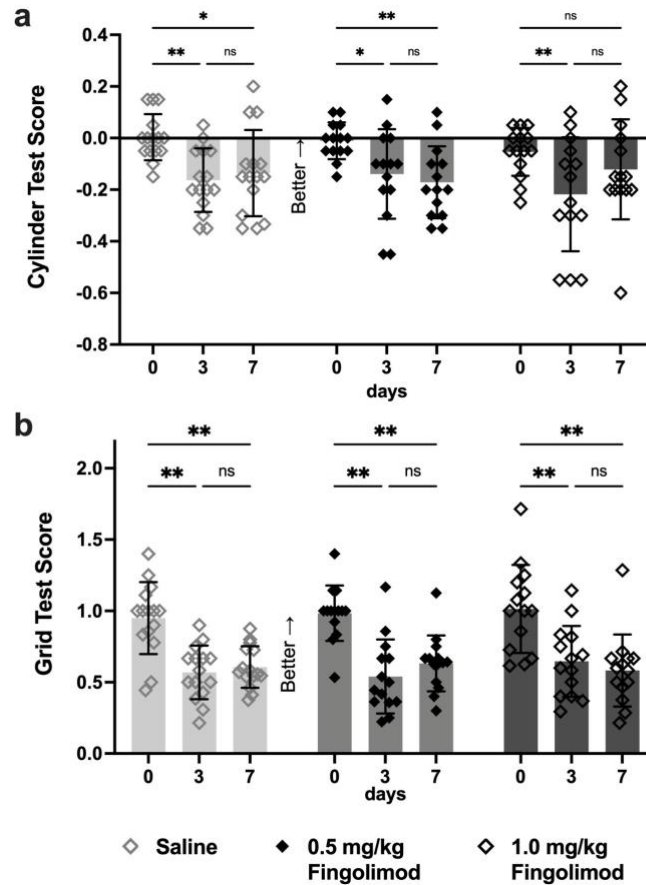 a
* ** ns
** ns * ns ** ns
0.4
0.2
0.0
-0.2
-0.4
-0.6
-0.8
Cylinder Test Score
Better →
0 3 7 0 3 7 0 3 7
days
b
** ** **
** ns ** ns ** ns
2.0
1.5
1.0
0.5
0.0
Grid Test Score
Better →
0 3 7 0 3 7 0 3 7
days
Saline 0.5 mg/kg 1.0 mg/kg
Fingolimod Fingolimod